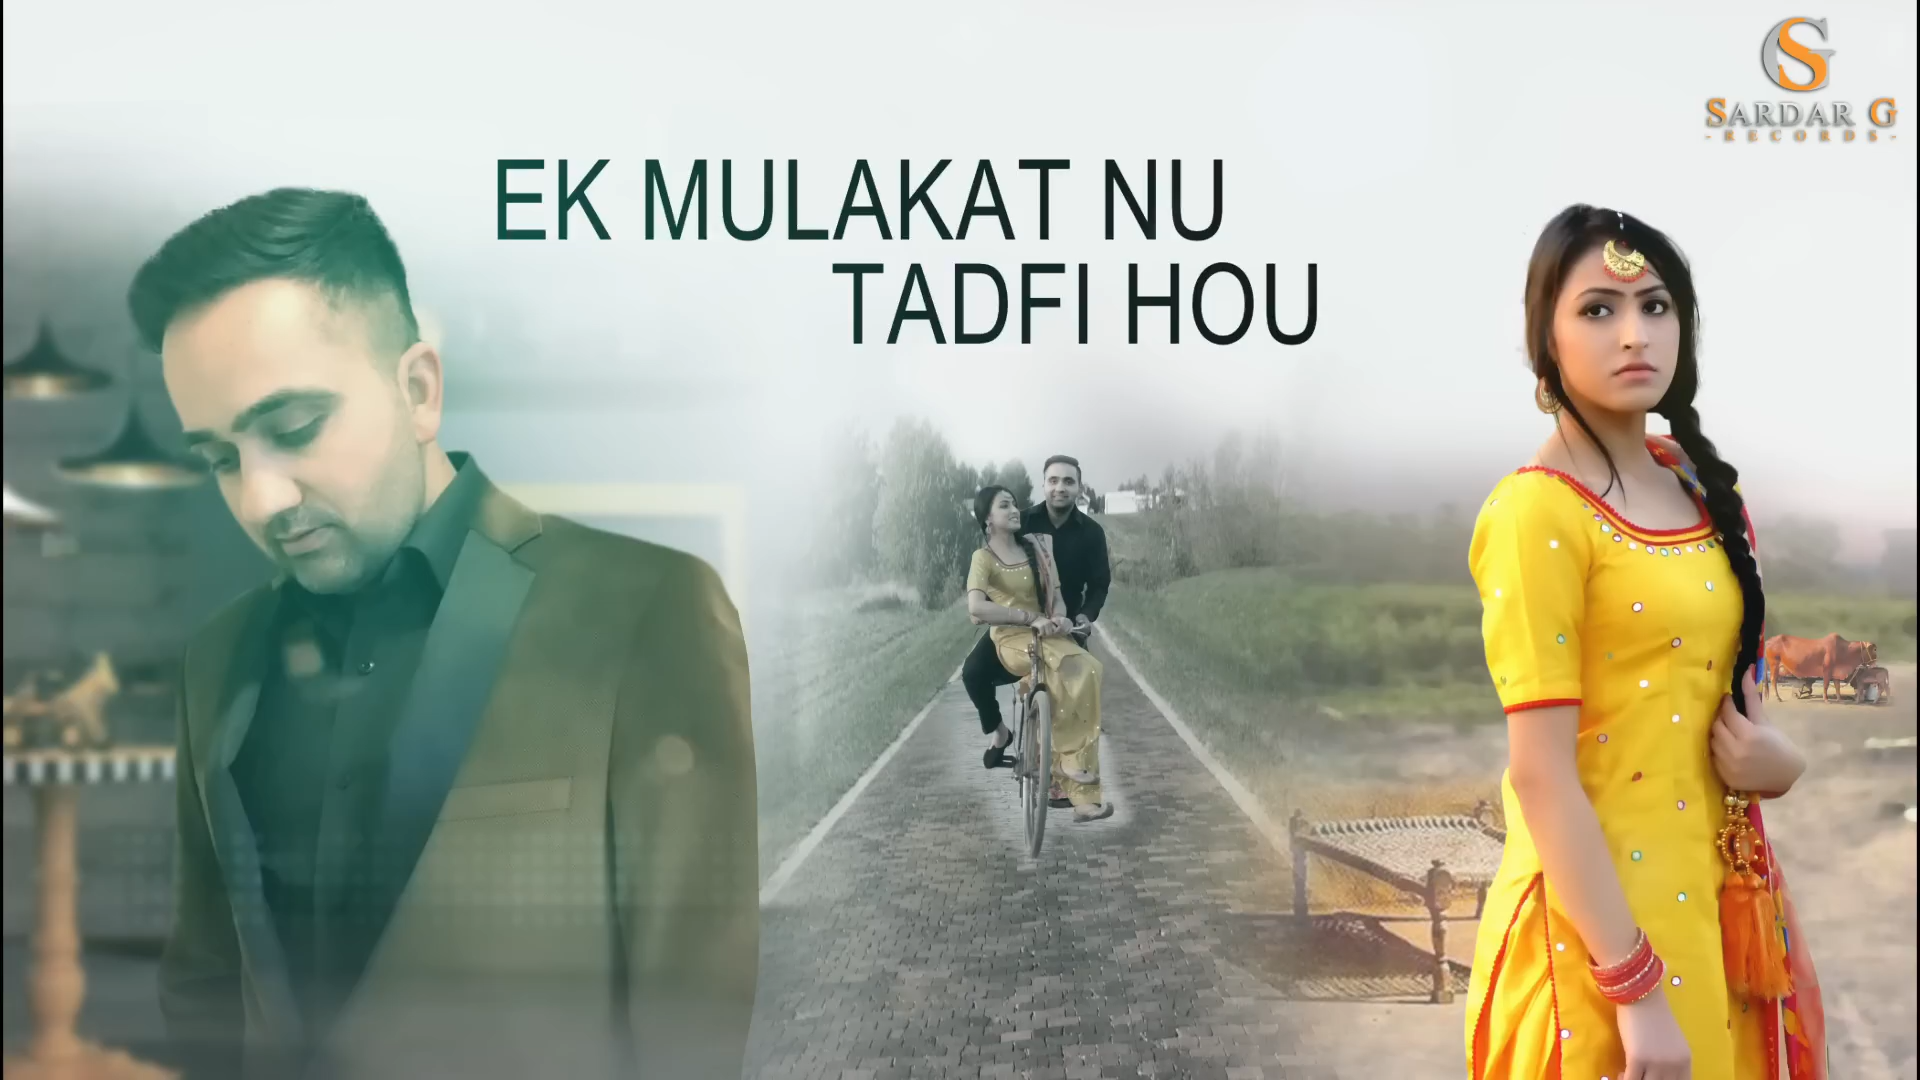 SARDAR G
- RECORDS -
EK MULAKAT NU
TADFI HOU